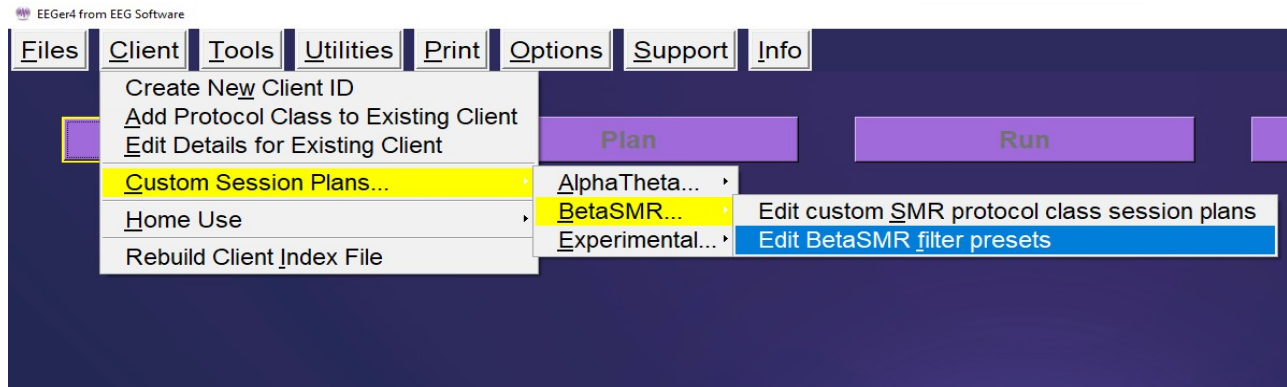 EEGer4 from EEG Software
Files Client Tools Utilities Print Options Support Info
Create New Client ID
Add Protocol Class to Existing Client
Edit Details for Existing Client
Plan
Run
Custom Session Plans...
Home Use
Rebuild Client Index File
AlphaTheta...
BetaSMR...
Experimental...
Edit custom SMR protocol class session plans
Edit BetaSMR filter presets